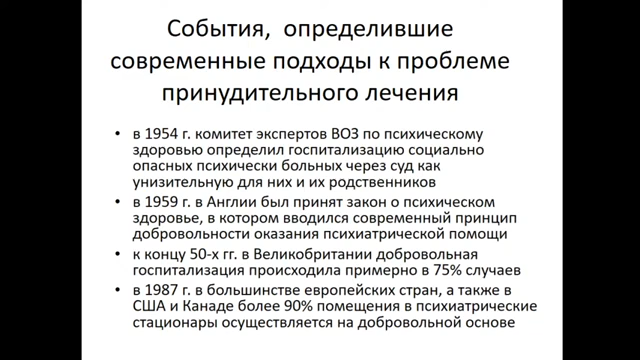 События, определившие
современные подходы к проблеме
принудительного лечения
• в 1954 г. комитет экспертов ВОЗ по психическому
здоровью определил госпитализацию социально
опасных психически больных через суд как
унизительную для них и их родственников
• в 1959 г. в Англии был принят закон о психическом
здоровье, в котором вводился современный принцип
добровольности оказания психиатрической помощи
• к концу 50-х гг. в Великобритании добровольная
госпитализация происходила примерно в 75% случаев
• в 1987 г. в большинстве европейских стран, а также в
США и Канаде более 90% помещения в психиатрические
стационары осуществляется на добровольной основе